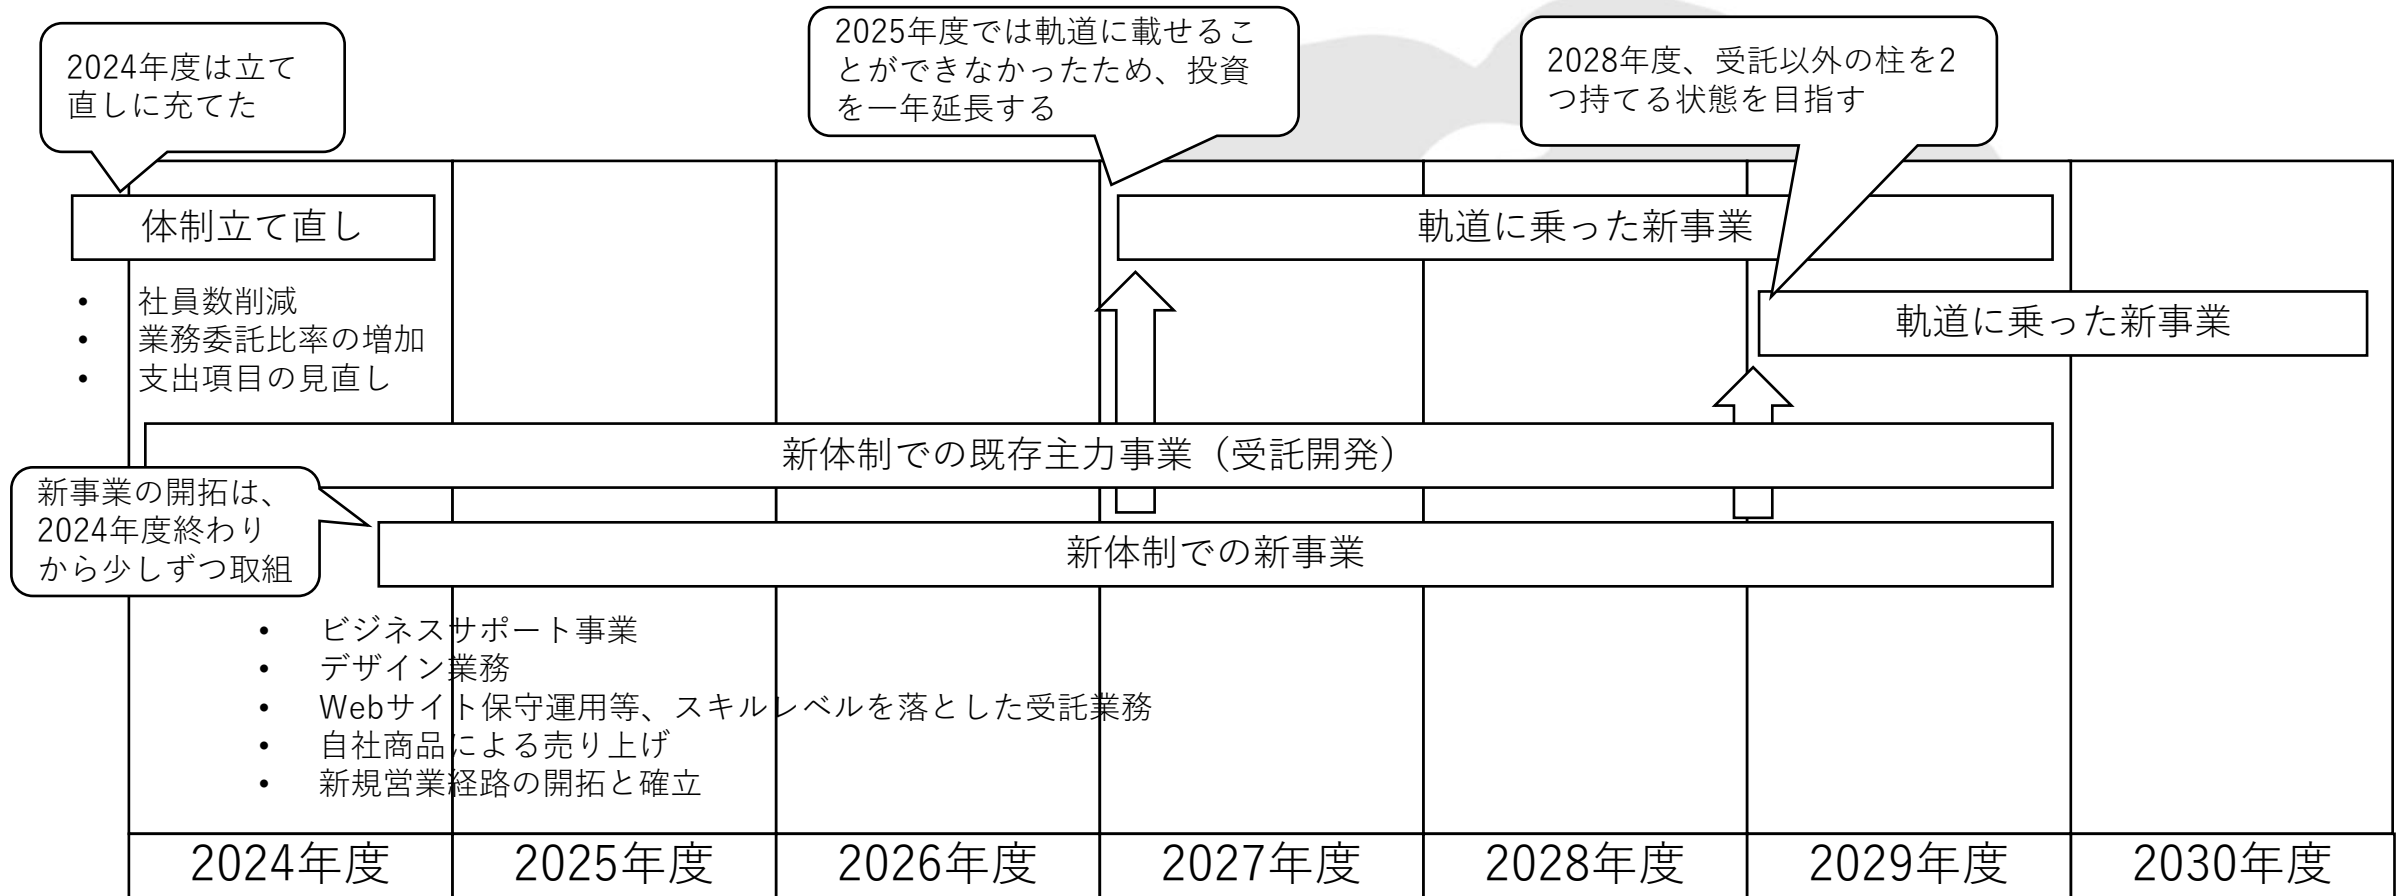 2024年度は立て
直しに充てた
2025年度では軌道に載せるこ
とができなかったため、投資
を一年延長する
2028年度、受託以外の柱を2
つ持てる状態を目指す
体制立て直し
軌道に乗った新事業
• 社員数削減
• 業務委託比率の増加
• 支出項目の見直し
軌道に乗った新事業
新体制での既存主力事業（受託開発）
新事業の開拓は、
2024年度終わり
から少しずつ取組
新体制での新事業
• ビジネスサポート事業
• デザイン業務
• Webサイト保守運用等、スキルレベルを落とした受託業務
• 自社商品による売り上げ
• 新規営業経路の開拓と確立
2024年度 2025年度 2026年度 2027年度 2028年度 2029年度 2030年度